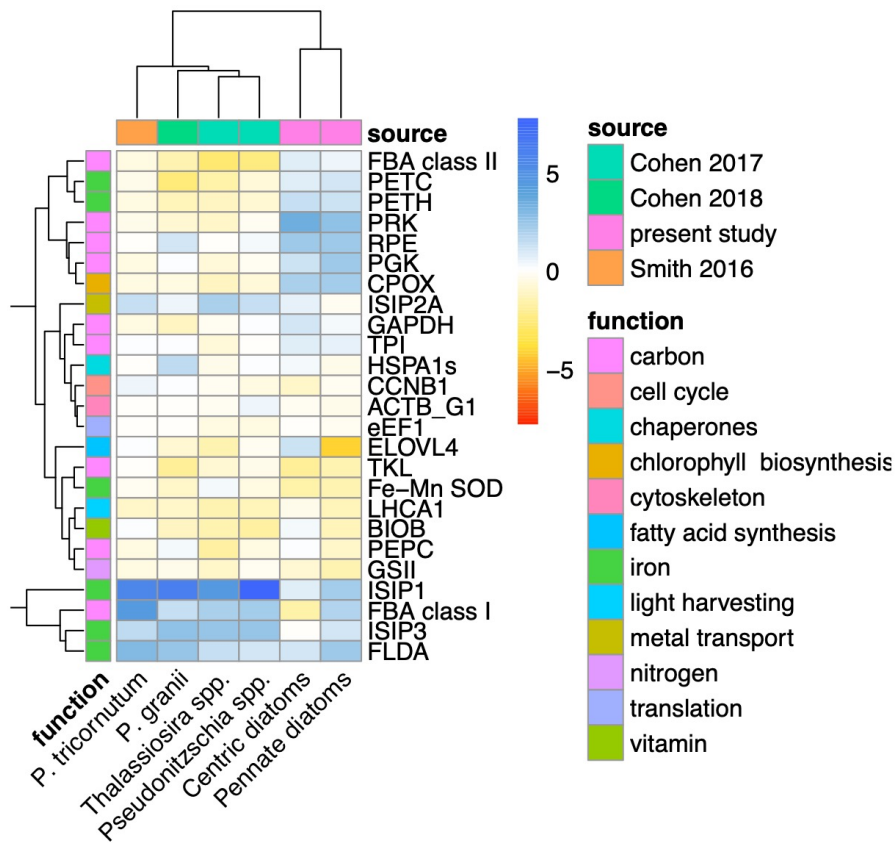 source
FBA class II
PETC
PETH
PRK
RPE
PGK
CPOX
ISIP2A
GAPDH
TPI
HSPA1s
CCNB1
ACTB_G1
eEF1
ELOVL4
TKL
Fe−Mn SOD
LHCA1
BIOB
PEPC
GSII
ISIP1
FBA class I
ISIP3
FLDA
function
P. tricornutum
P. granii
Thalassiosira spp.
Pseudonitzschia spp.
Centric diatoms
Pennate diatoms
5
0
−5
source
Cohen 2017
Cohen 2018
present study
Smith 2016
function
carbon
cell cycle
chaperones
chlorophyll biosynthesis
cytoskeleton
fatty acid synthesis
iron
light harvesting
metal transport
nitrogen
translation
vitamin